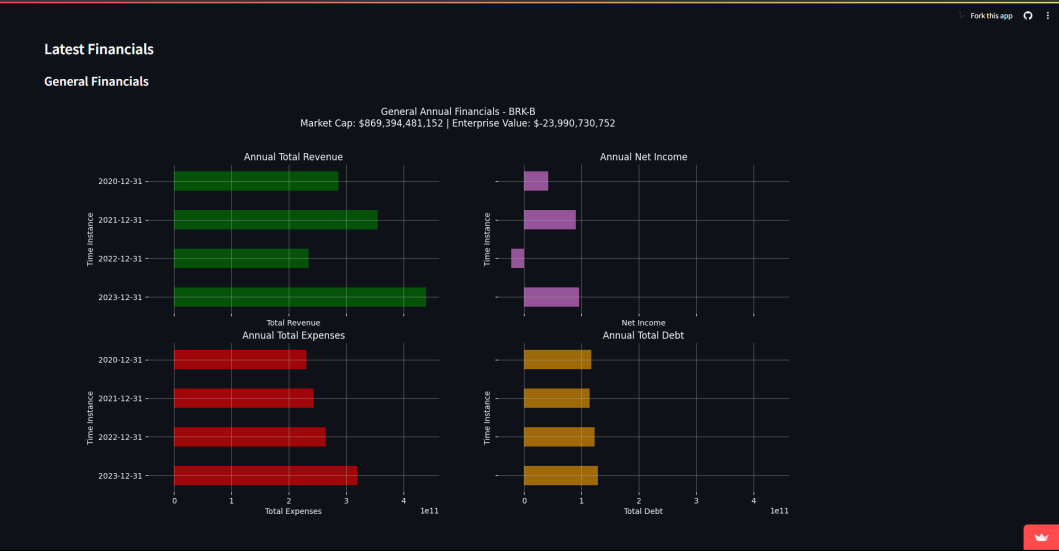 Fork this app
Latest Financials
General Financials
General Annual Financials - BRK-B
Market Cap: $869,394,481,152 | Enterprise Value: $-23,990,730,752
Annual Total Revenue
Time Instance
2020-12-31
2021-12-31
2022-12-31
2023-12-31
Total Revenue
Annual Net Income
Time Instance
Net Income
Annual Total Expenses
Time Instance
2020-12-31
2021-12-31
2022-12-31
2023-12-31
0 1 2 3 4
1e11
Total Expenses
Annual Total Debt
Time Instance
0 1 2 3 4
1e11
Total Debt